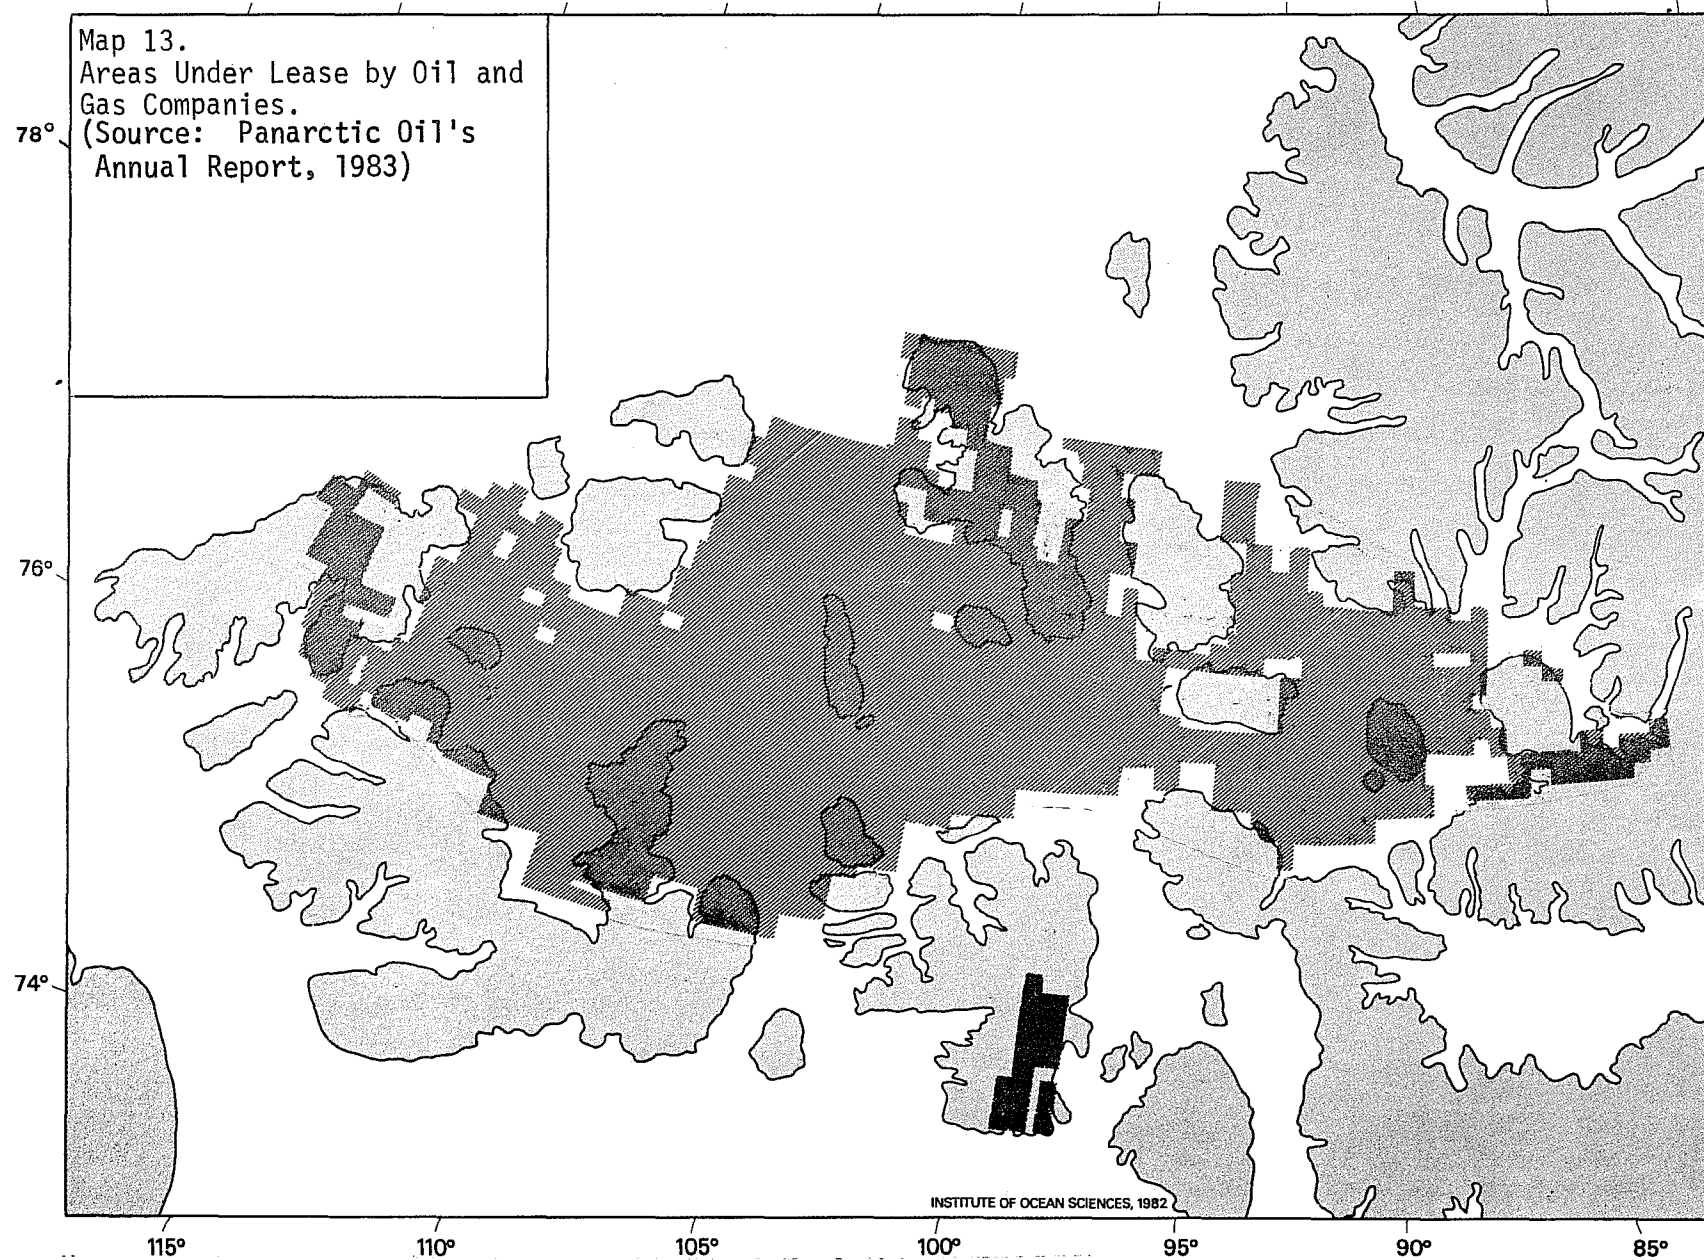 Map 13.
Areas Under Lease by Oil and
Gas Companies.
(Source: Panarctic Oil's
Annual Report, 1983)
78°
76°
74°
INSTITUTE OF OCEAN SCIENCES, 1982
115° 110° 105° 100° 95° 90° 85°